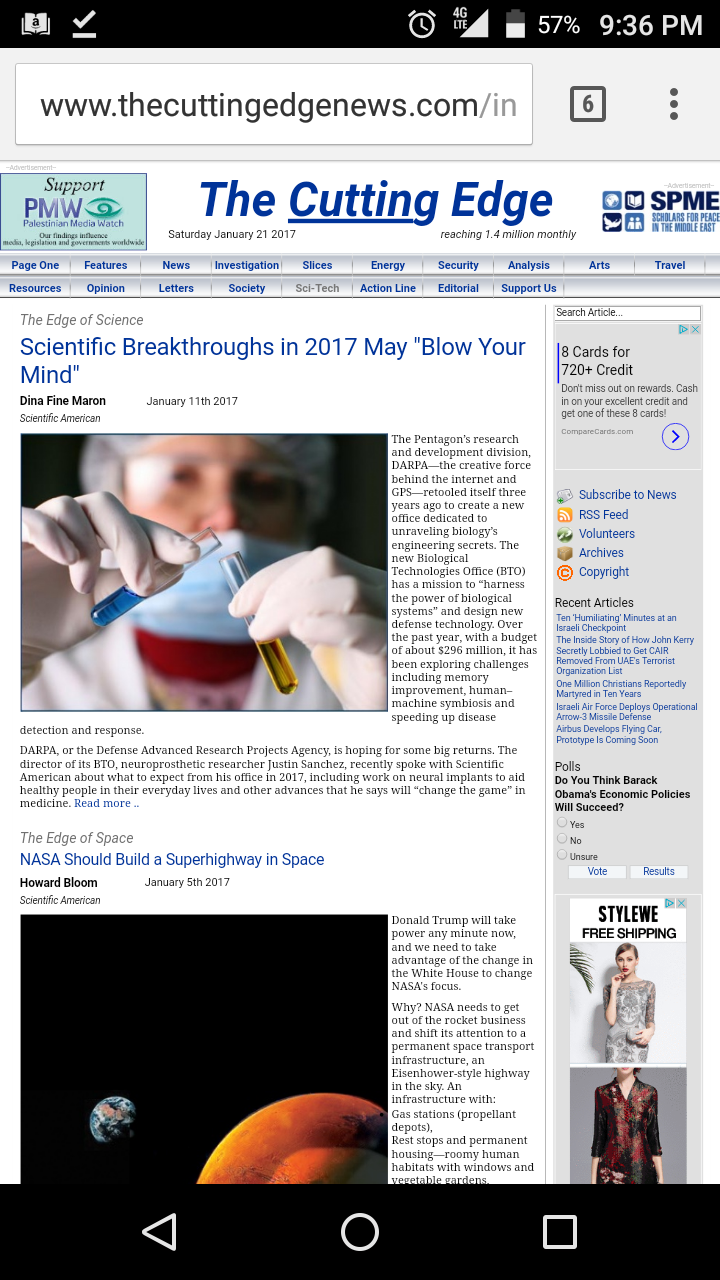 4G
LTE
57%
9:36 PM
www.thecuttingedgenews.com/in
6
--Advertisement--
Support
PMW
Palestinian Media Watch
Our findings influence
media, legislation and governments worldwide
The Cutting Edge
Saturday January 21 2017
reaching 1.4 million monthly
--Advertisement--
SPME
SCHOLARS FOR PEACE
IN THE MIDDLE EAST
Page One Features News Investigation Slices Energy Security Analysis Arts Travel
Resources Opinion Letters Society Sci-Tech Action Line Editorial Support Us
The Edge of Science
Scientific Breakthroughs in 2017 May "Blow Your
Mind"
Dina Fine Maron January 11th 2017
Scientific American
The Pentagon’s research
and development division,
DARPA—the creative force
behind the internet and
GPS—retooled itself three
years ago to create a new
office dedicated to
unraveling biology’s
engineering secrets. The
new Biological
Technologies Office (BTO)
has a mission to “harness
the power of biological
systems” and design new
defense technology. Over
the past year, with a budget
of about $296 million, it has
been exploring challenges
including memory
improvement, human–
machine symbiosis and
speeding up disease
detection and response.
DARPA, or the Defense Advanced Research Projects Agency, is hoping for some big returns. The
director of its BTO, neuroprosthetic researcher Justin Sanchez, recently spoke with Scientific
American about what to expect from his office in 2017, including work on neural implants to aid
healthy people in their everyday lives and other advances that he says will “change the game” in
medicine. Read more ..
The Edge of Space
NASA Should Build a Superhighway in Space
Howard Bloom January 5th 2017
Scientific American
Donald Trump will take
power any minute now,
and we need to take
advantage of the change in
the White House to change
NASA's focus.
Why? NASA needs to get
out of the rocket business
and shift its attention to a
permanent space transport
infrastructure, an
Eisenhower-style highway
in the sky. An
infrastructure with:
Gas stations (propellant
depots),
Rest stops and permanent
housing—roomy human
habitats with windows and
vegetable gardens.
Search Article...
8 Cards for
720+ Credit
Don't miss out on rewards. Cash
in on your excellent credit and
get one of these 8 cards!
CompareCards.com
Subscribe to News
RSS Feed
Volunteers
Archives
Copyright
Recent Articles
Ten 'Humiliating' Minutes at an
Israeli Checkpoint
The Inside Story of How John Kerry
Secretly Lobbied to Get CAIR
Removed From UAE's Terrorist
Organization List
One Million Christians Reportedly
Martyred in Ten Years
Israeli Air Force Deploys Operational
Arrow-3 Missile Defense
Airbus Develops Flying Car,
Prototype Is Coming Soon
Polls
Do You Think Barack
Obama's Economic Policies
Will Succeed?
Yes
No
Unsure
Vote Results
STYLEWE
FREE SHIPPING